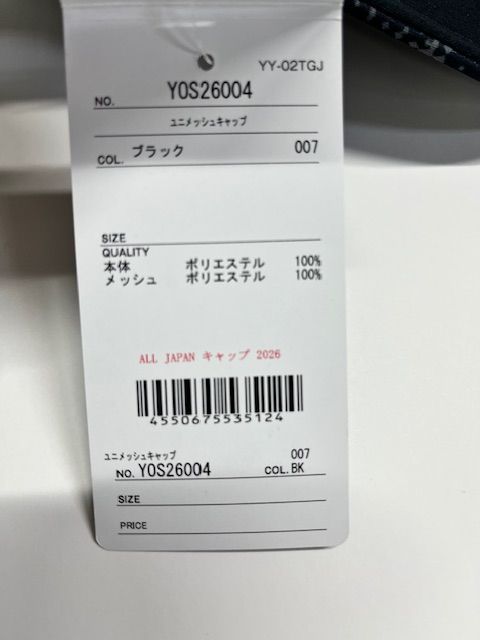 YY-02TGJ
NO. YOS26004
ユニメッシュキャップ
COL. ブラック 007
SIZE
QUALITY
本体 ポリエステル 100%
メッシュ ポリエステル 100%
ALL JAPAN キャップ 2026
4550675535124
ユニメッシュキャップ 007
NO. YOS26004 COL. BK
SIZE
PRICE